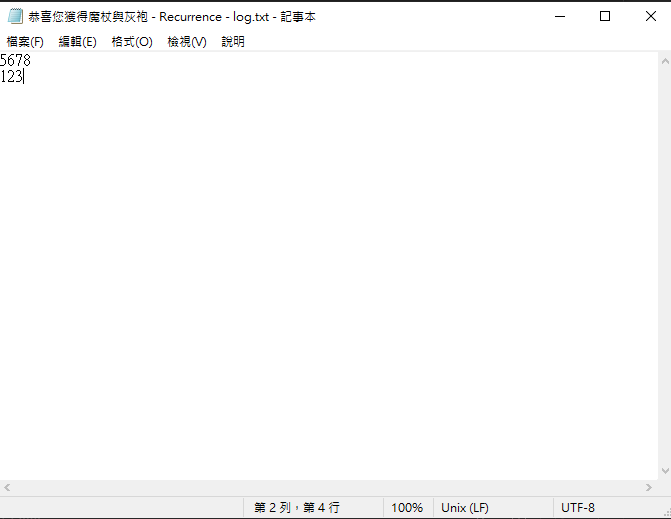 恭喜您獲得魔杖與灰袍 - Recurrence - log.txt - 記事本
檔案(F) 編輯(E) 格式(O) 檢視(V) 說明
5678
123
第 2 列，第 4 行 100% Unix (LF) UTF-8